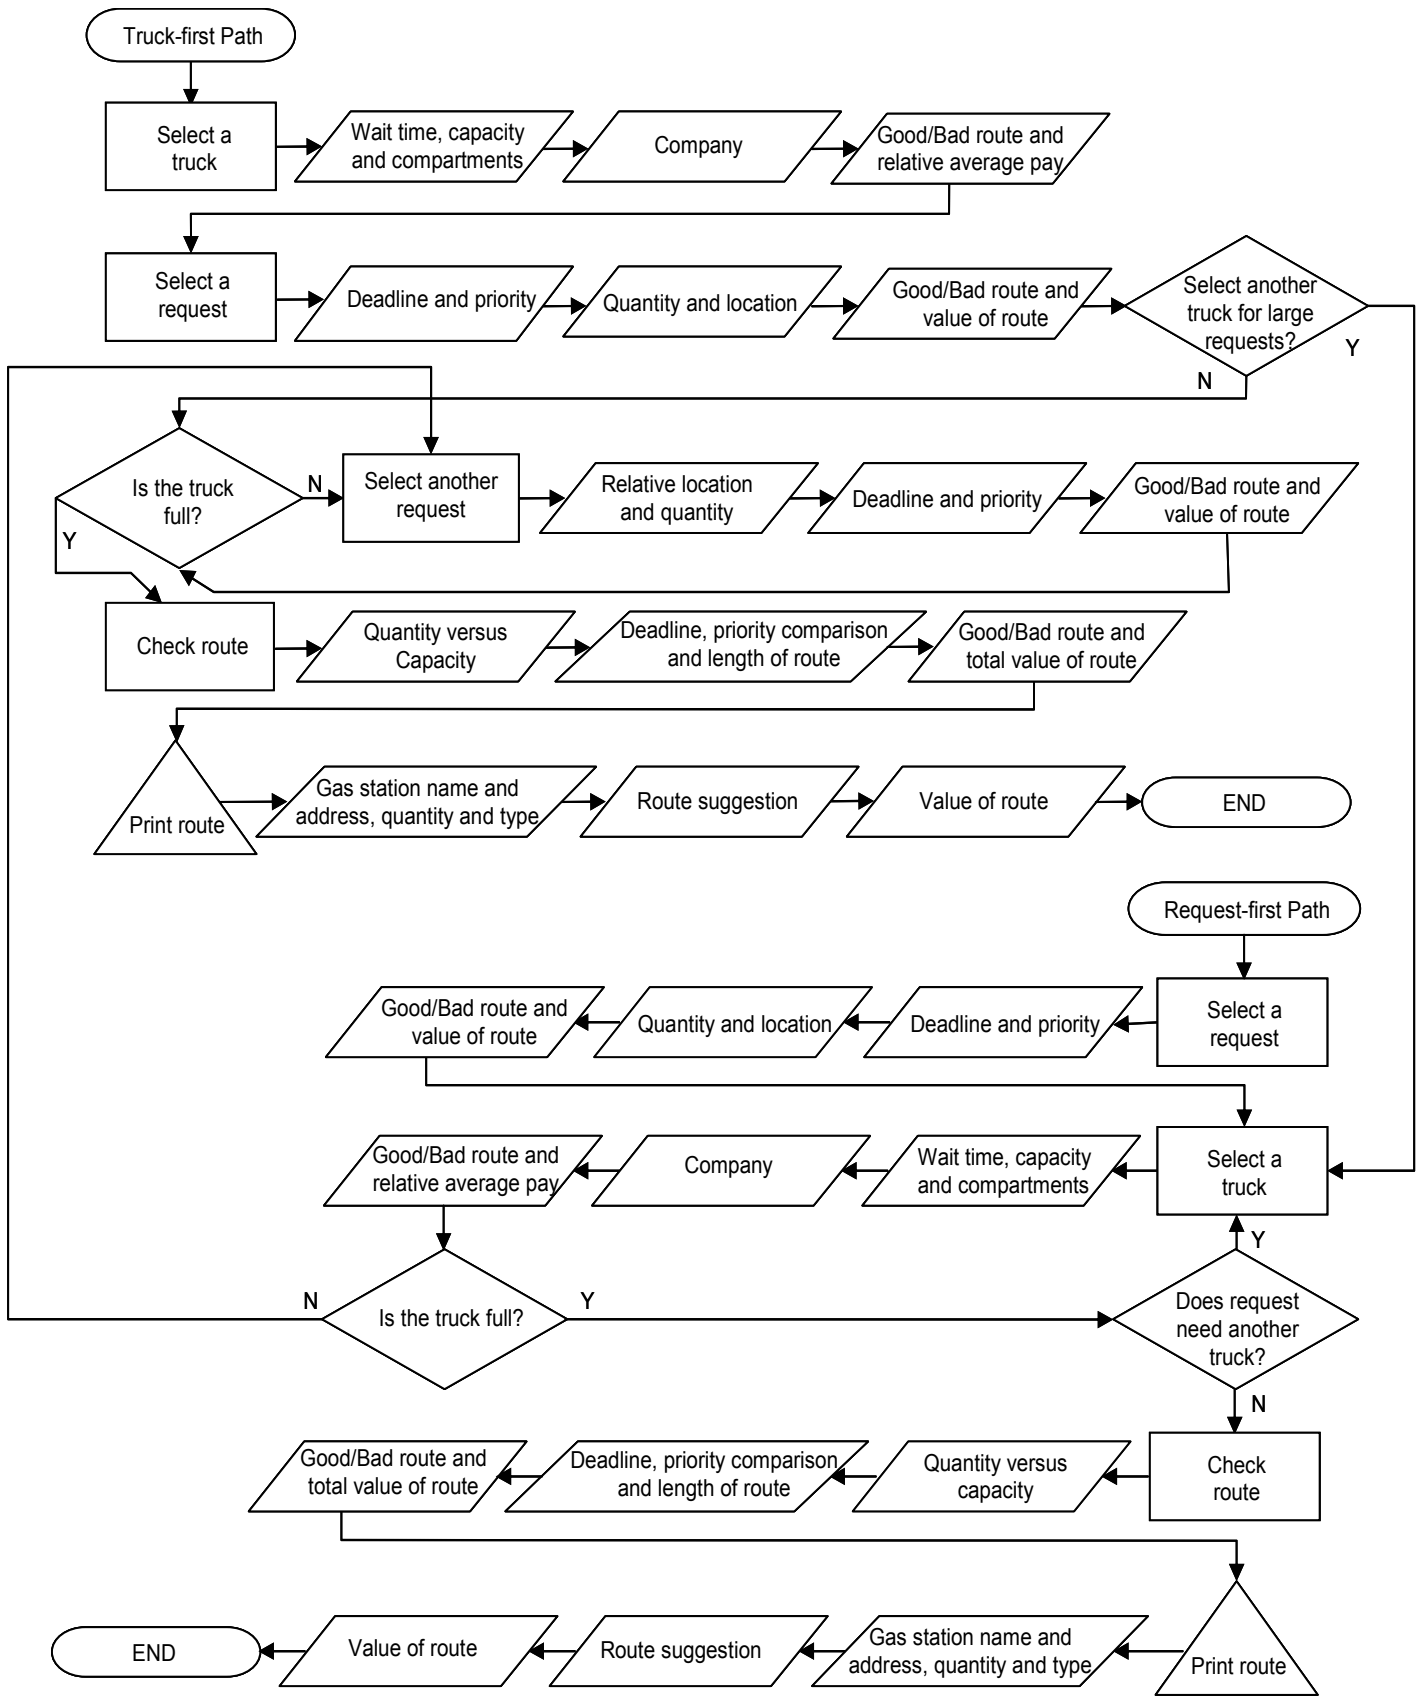 Truck-first Path
Select a
truck
Wait time, capacity
and compartments
Company
Good/Bad route and
relative average pay
Select a
request
Deadline and priority
Quantity and location
Good/Bad route and
value of route
Select another
truck for large
requests?
Y
N
Is the truck
full?
N
Y
Select another
request
Relative location
and quantity
Deadline and priority
Good/Bad route and
value of route
Check route
Quantity versus
Capacity
Deadline, priority comparison
and length of route
Good/Bad route and
total value of route
Print route
Gas station name and
address, quantity and type
Route suggestion
Value of route
END
Request-first Path
Select a
request
Deadline and priority
Quantity and location
Good/Bad route and
value of route
Select a
truck
Wait time, capacity
and compartments
Company
Good/Bad route and
relative average pay
Is the truck full?
N
Y
Does request
need another
truck?
Y
N
Check
route
Quantity versus
capacity
Deadline, priority comparison
and length of route
Good/Bad route and
total value of route
Print route
Gas station name and
address, quantity and type
Route suggestion
Value of route
END